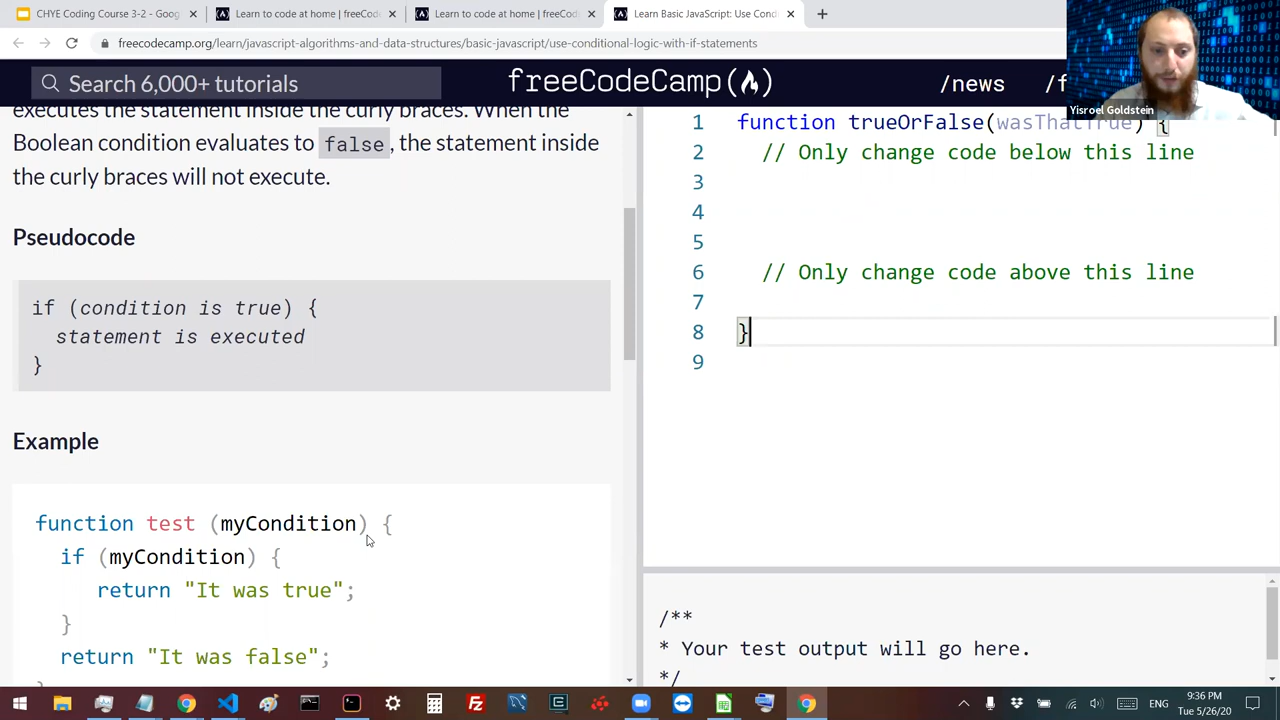 CHYE Coding Course 3-2 - Goog
Learn to code at home | freeCod
Learn to code at home | freeCod
Learn Basic JavaScript: Use Con
freecodecamp.org/learn/javascript-algorithms-and-data-structures/basic-javascript/use-conditional-logic-with-if-statements
Search 6,000+ tutorials
freeCodeCamp
/news
/f
Yisroel Goldstein
executes the statement inside the curly braces. When the
Boolean condition evaluates to false, the statement inside
the curly braces will not execute.
Pseudocode
if (condition is true) {
statement is executed
}
Example
function test (myCondition) {
if (myCondition) {
return "It was true";
}
return "It was false";
1 function trueOrFalse(wasThatTrue) {
2 // Only change code below this line
3
4
5
6 // Only change code above this line
7
8 }
9
/**
* Your test output will go here.
*/
ENG
9:36 PM
Tue 5/26/20